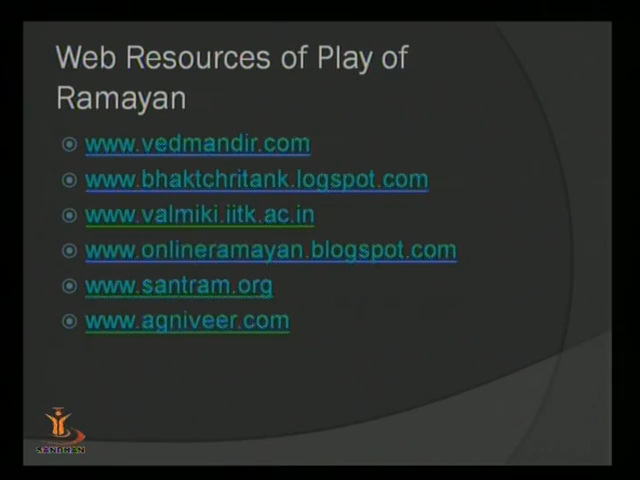 Web Resources of Play of
Ramayan
www.vedmandir.com
www.bhaktchritank.logspot.com
www.valmiki.iitk.ac.in
www.onlineramayan.blogspot.com
www.santram.org
www.agniveer.com
SANDHAN